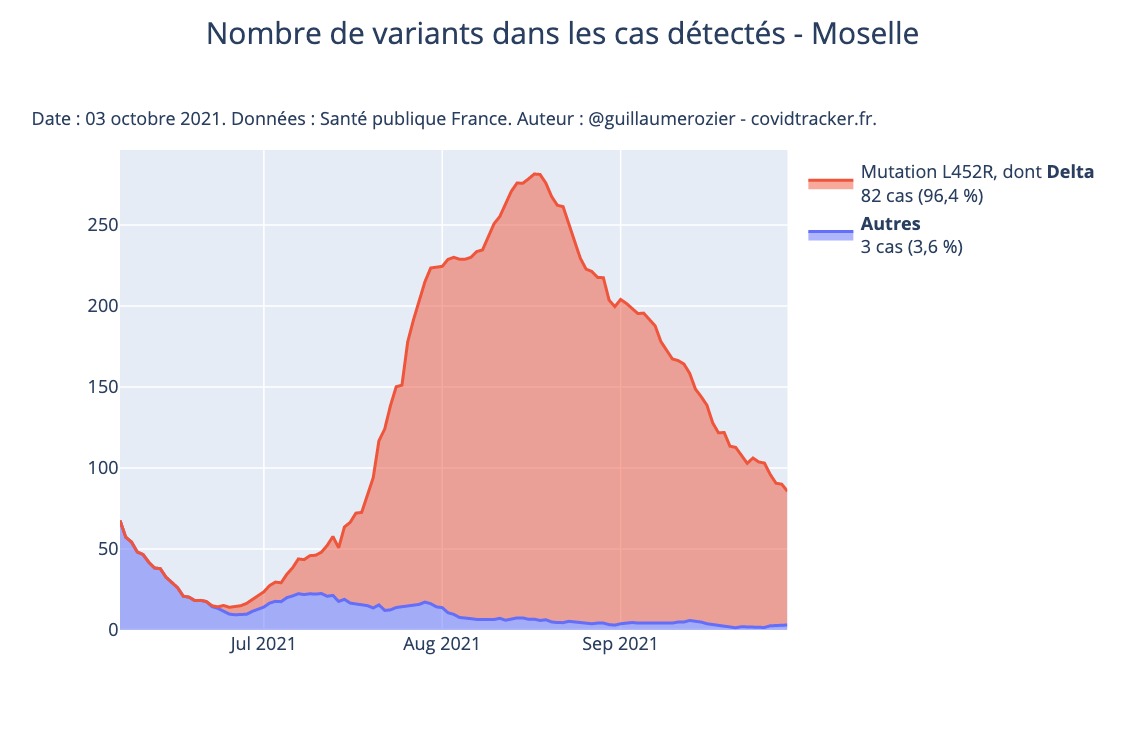 Nombre de variants dans les cas détectés - Moselle
Date : 03 octobre 2021. Données : Santé publique France. Auteur : @guillaumerozier - covidtracker.fr.
Mutation L452R, dont Delta
82 cas (96,4 %)
Autres
3 cas (3,6 %)
250
200
150
100
50
0
Jul 2021
Aug 2021
Sep 2021